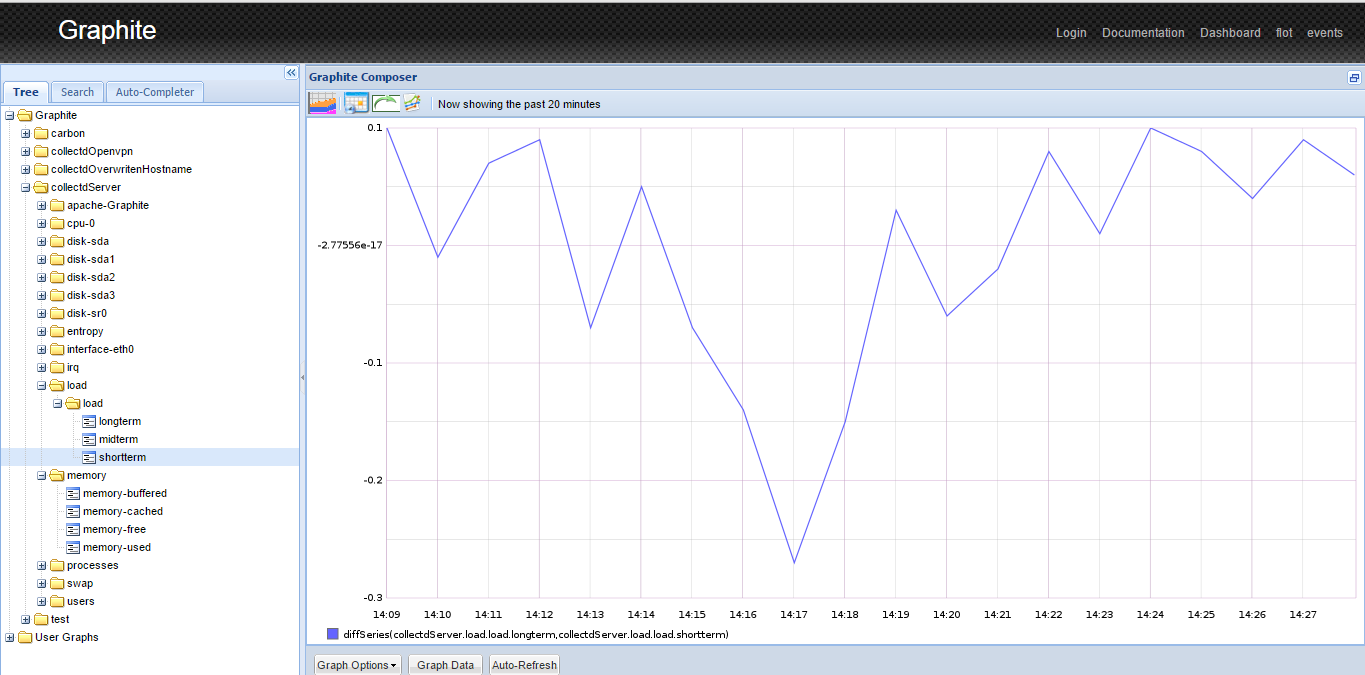 Graphite
Login Documentation Dashboard flot events
Tree Search Auto-Completer
Graphite
carbon
collectdOpenvpn
collectdOverwritenHostname
collectdServer
apache-Graphite
cpu-0
disk-sda
disk-sda1
disk-sda2
disk-sda3
disk-sr0
entropy
interface-eth0
irq
load
load
longterm
midterm
shortterm
memory
memory-buffered
memory-cached
memory-free
memory-used
processes
swap
users
test
User Graphs
Graphite Composer
Now showing the past 20 minutes
0.1
-2.77556e-17
-0.1
-0.2
-0.3
14:09 14:10 14:11 14:12 14:13 14:14 14:15 14:16 14:17 14:18 14:19 14:20 14:21 14:22 14:23 14:24 14:25 14:26 14:27
diffSeries(collectdServer.load.load.longterm,collectdServer.load.load.shortterm)
Graph Options Graph Data Auto-Refresh